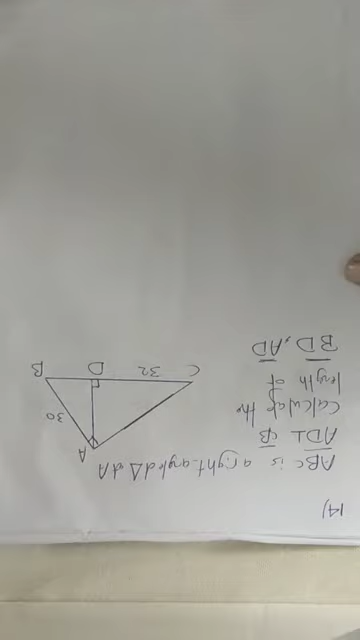 14)
ABC is a right-angled Δ at A
AD ⊥ CB
Calculate the
length of
BD, AD
A
30
32
B
D
C